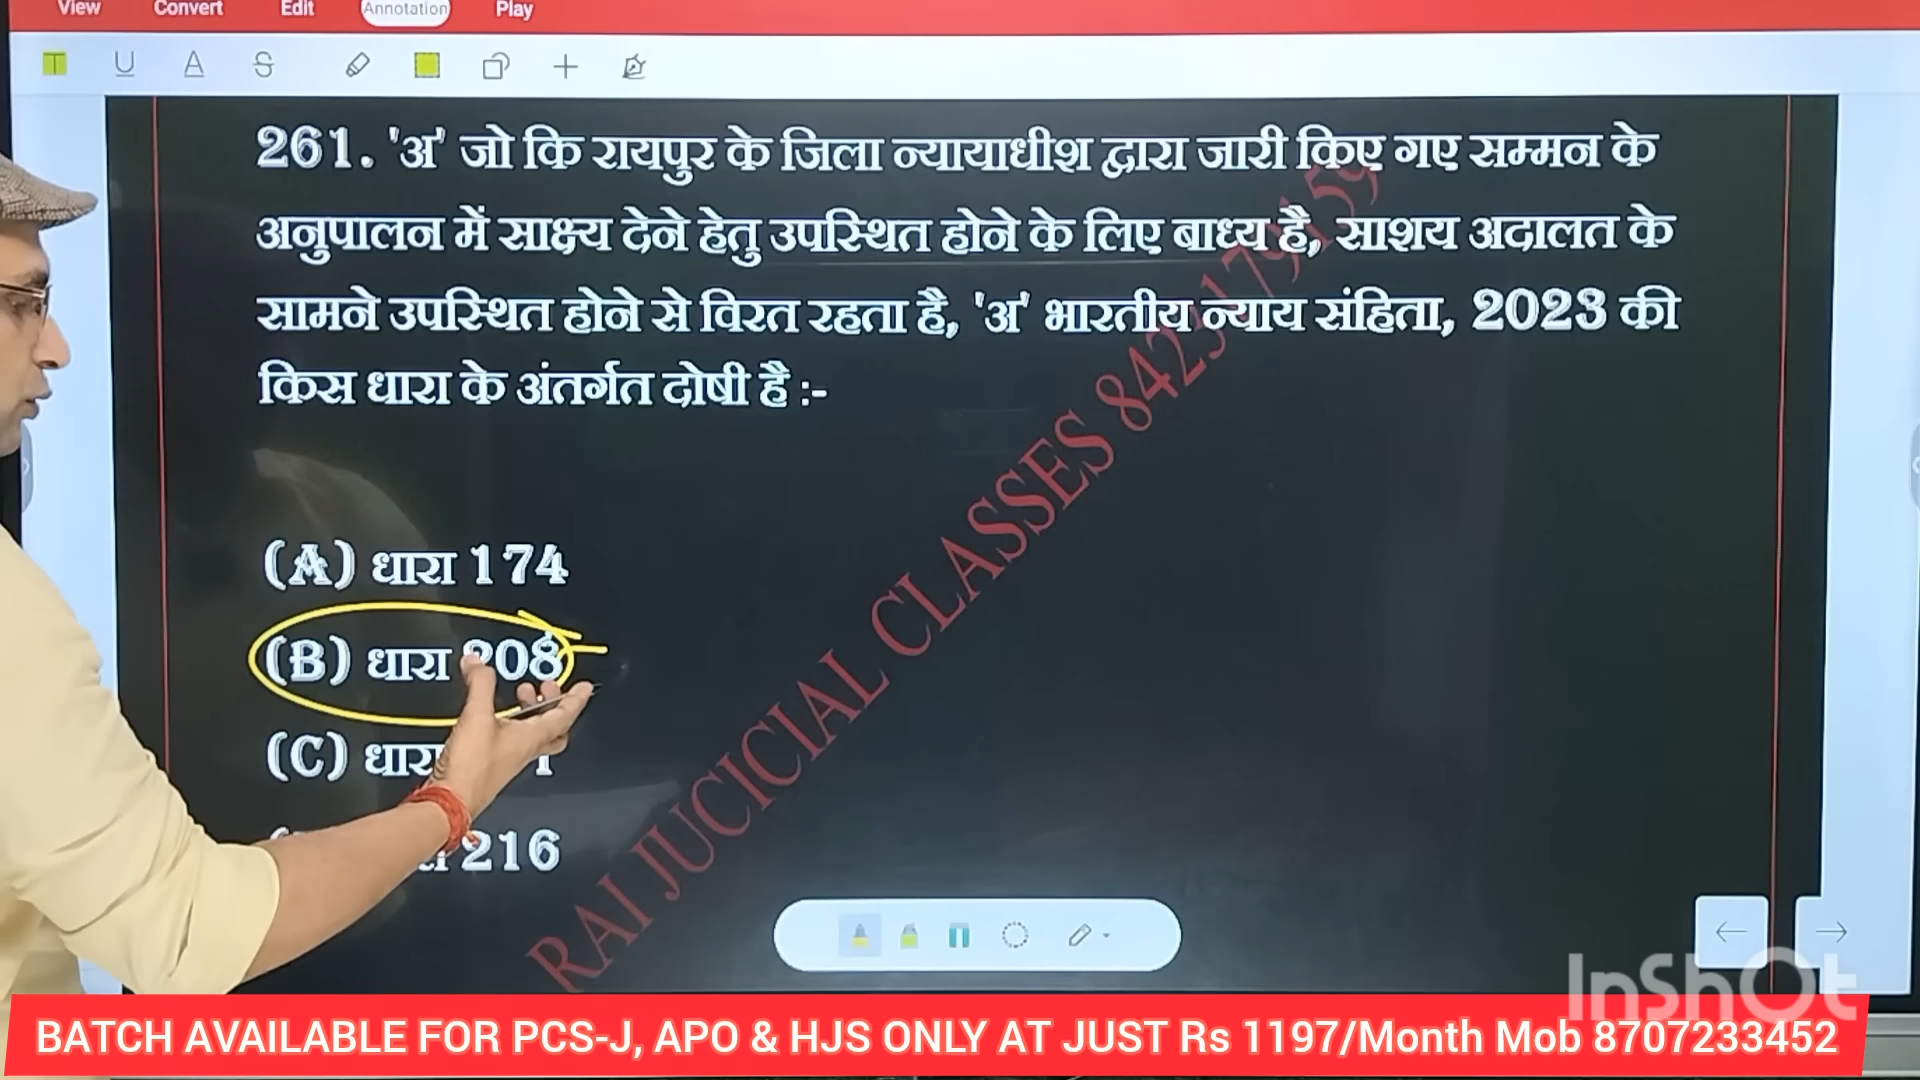 View Convert Edit Annotation Play
T U A S
261. 'अ' जो कि रायपुर के जिला न्यायाधीश द्वारा जारी किए गए सम्मन के
अनुपालन में साक्ष्य देने हेतु उपस्थित होने के लिए बाध्य है, साशय अदालत के
सामने उपस्थित होने से विरत रहता है, 'अ' भारतीय न्याय संहिता, 2023 की
किस धारा के अंतर्गत दोषी है :-
(A) धारा 174
(B) धारा 208
(C) धारा
216
RAI JUCICIAL CLASSES
InShOt
BATCH AVAILABLE FOR PCS-J, APO & HJS ONLY AT JUST Rs 1197/Month Mob 8707233452